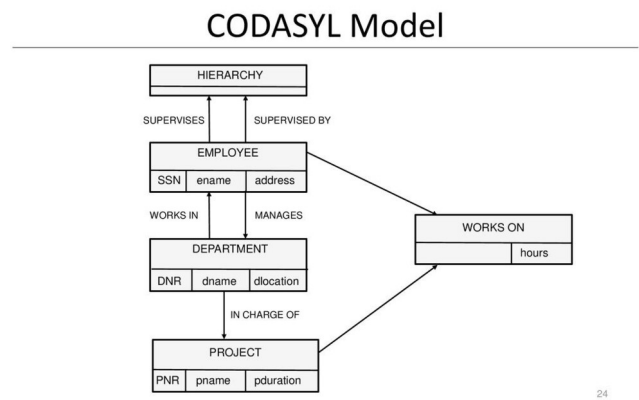 CODASYL Model
HIERARCHY
SUPERVISES
SUPERVISED BY
EMPLOYEE
SSN ename address
WORKS IN
MANAGES
WORKS ON
hours
DEPARTMENT
DNR dname dlocation
IN CHARGE OF
PROJECT
PNR pname pduration
24